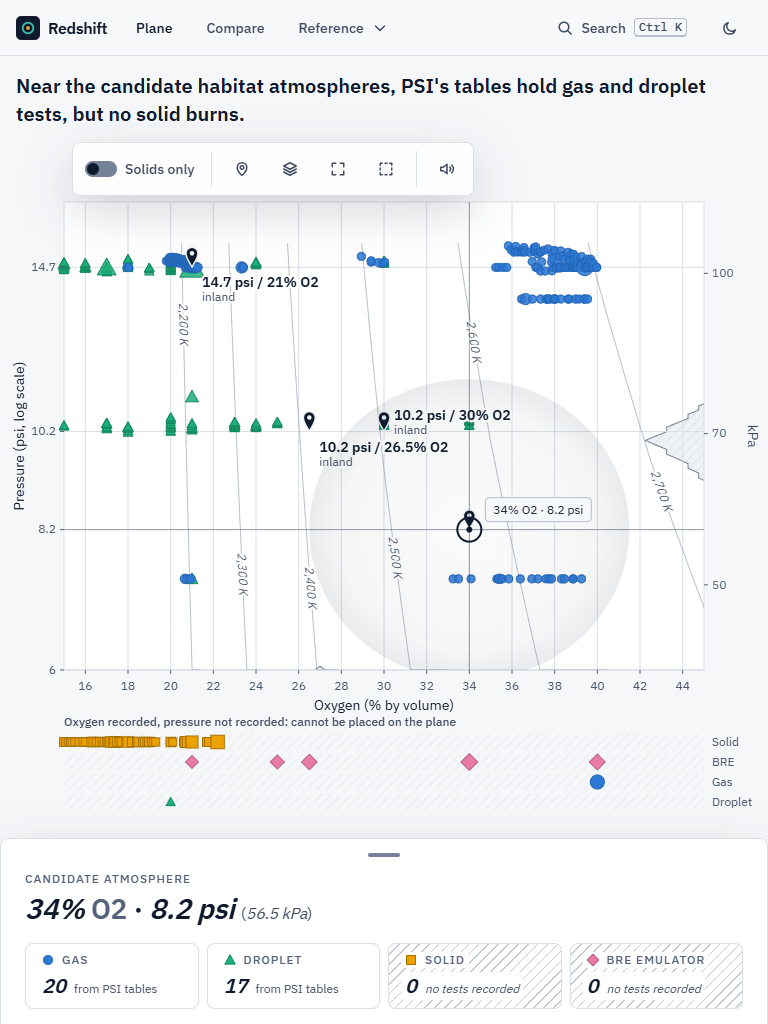 Redshift
Plane
Compare
Reference
Search
Ctrl K
Near the candidate habitat atmospheres, PSI's tables hold gas and droplet
tests, but no solid burns.
Solids only
14.7
10.2
8.2
6
Pressure (psi, log scale)
100
70
50
kPa
2,200 K
2,300 K
2,400 K
2,500 K
2,600 K
2,700 K
14.7 psi / 21% O2
inland
10.2 psi / 30% O2
inland
10.2 psi / 26.5% O2
inland
34% O2 · 8.2 psi
16 18 20 22 24 26 28 30 32 34 36 38 40 42 44
Oxygen (% by volume)
Oxygen recorded, pressure not recorded: cannot be placed on the plane
Solid
BRE
Gas
Droplet
CANDIDATE ATMOSPHERE
34% O2 · 8.2 psi (56.5 kPa)
GAS
20 from PSI tables
DROPLET
17 from PSI tables
SOLID
0 no tests recorded
BRE EMULATOR
0 no tests recorded